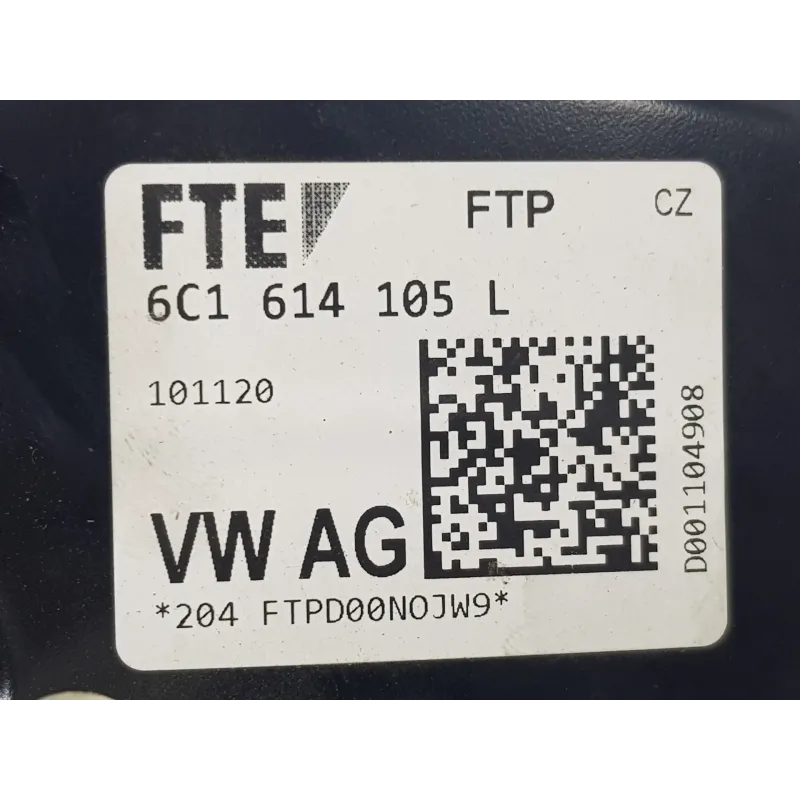 FTE FTP CZ
6C1 614 105 L
101120
D001104908
VW AG
*204 FTPD00NOJW9*